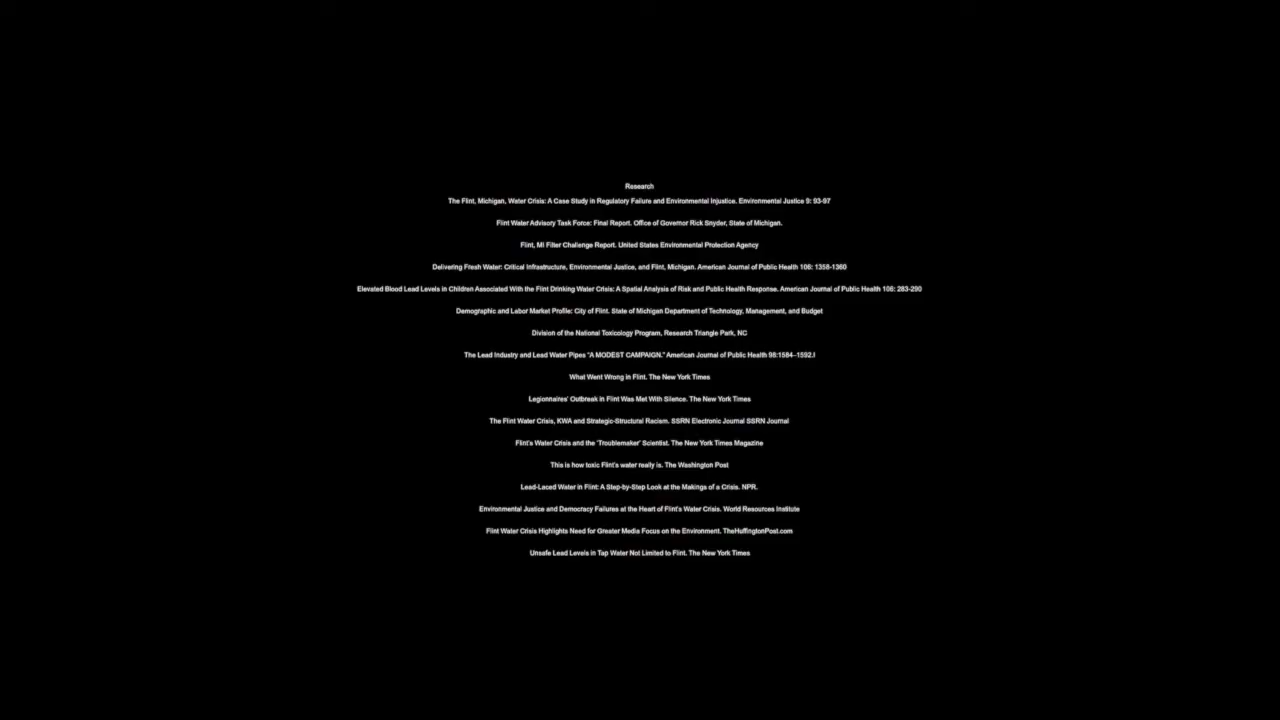 Research
The Flint, Michigan, Water Crisis: A Case Study in Regulatory Failure and Environmental Injustice. Environmental Justice 9: 93-97
Flint Water Advisory Task Force: Final Report. Office of Governor Rick Snyder, State of Michigan.
Flint, MI Filter Challenge Report. United States Environmental Protection Agency
Delivering Fresh Water: Critical Infrastructure, Environmental Justice, and Flint, Michigan. American Journal of Public Health 106: 1358-1360
Elevated Blood Lead Levels in Children Associated With the Flint Drinking Water Crisis: A Spatial Analysis of Risk and Public Health Response. American Journal of Public Health 106: 283-290
Demographic and Labor Market Profile: City of Flint. State of Michigan Department of Technology, Management, and Budget
Division of the National Toxicology Program, Research Triangle Park, NC
The Lead Industry and Lead Water Pipes “A MODEST CAMPAIGN.” American Journal of Public Health 98:1584–1592.l
What Went Wrong in Flint. The New York Times
Legionnaires' Outbreak in Flint Was Met With Silence. The New York Times
The Flint Water Crisis, KWA and Strategic-Structural Racism. SSRN Electronic Journal SSRN Journal
Flint's Water Crisis and the 'Troublemaker' Scientist. The New York Times Magazine
This is how toxic Flint's water really is. The Washington Post
Lead-Laced Water in Flint: A Step-by-Step Look at the Makings of a Crisis. NPR.
Environmental Justice and Democracy Failures at the Heart of Flint's Water Crisis. World Resources Institute
Flint Water Crisis Highlights Need for Greater Media Focus on the Environment. TheHuffingtonPost.com
Unsafe Lead Levels in Tap Water Not Limited to Flint. The New York Times